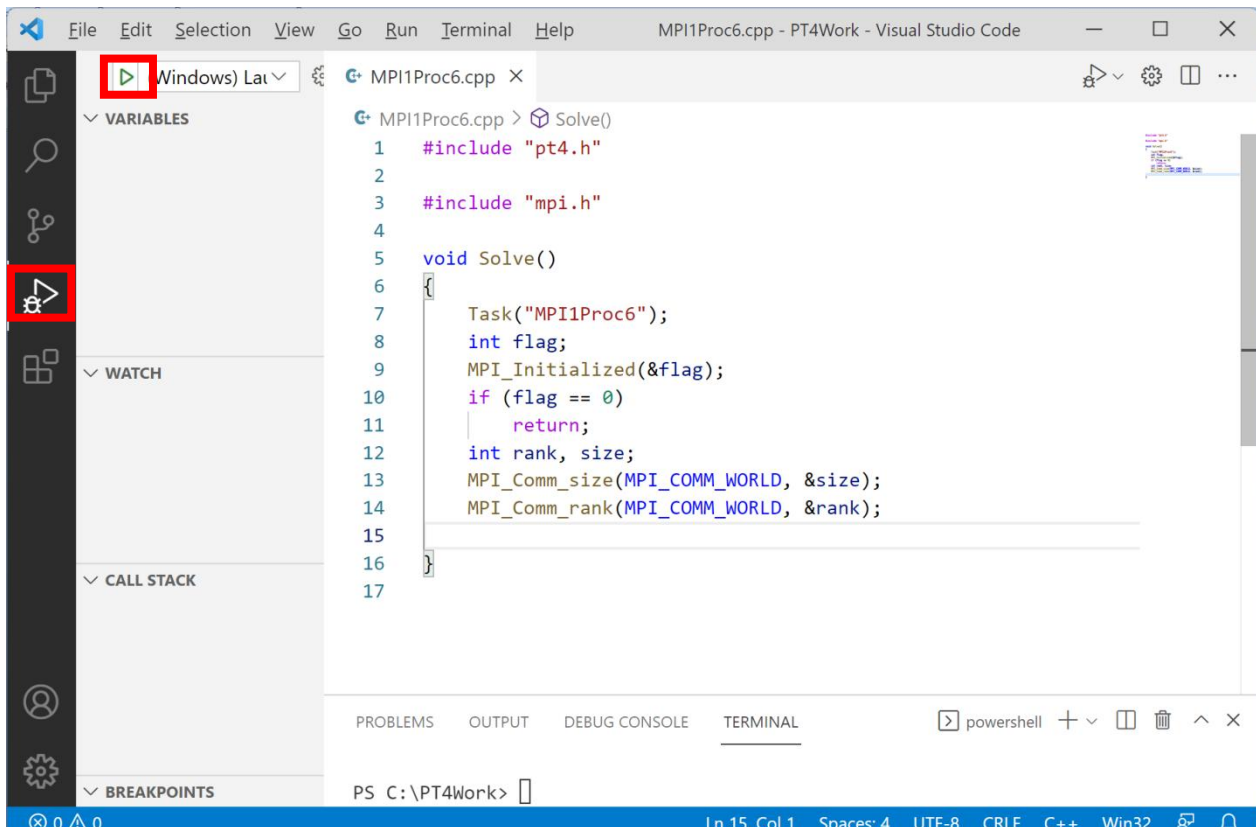 File Edit Selection View Go Run Terminal Help MPI1Proc6.cpp - PT4Work - Visual Studio Code
(Windows) Lau
MPI1Proc6.cpp
VARIABLES
MPI1Proc6.cpp > Solve()
1 #include "pt4.h"
2
3 #include "mpi.h"
4
5 void Solve()
6 {
7 Task("MPI1Proc6");
8 int flag;
9 MPI_Initialized(&flag);
10 if (flag == 0)
11 return;
12 int rank, size;
13 MPI_Comm_size(MPI_COMM_WORLD, &size);
14 MPI_Comm_rank(MPI_COMM_WORLD, &rank);
15
16 }
17
WATCH
CALL STACK
BREAKPOINTS
PROBLEMS OUTPUT DEBUG CONSOLE TERMINAL powershell
PS C:\PT4Work>
0 0 Ln 15, Col 1 Spaces: 4 UTF-8 CRLF C++ Win32